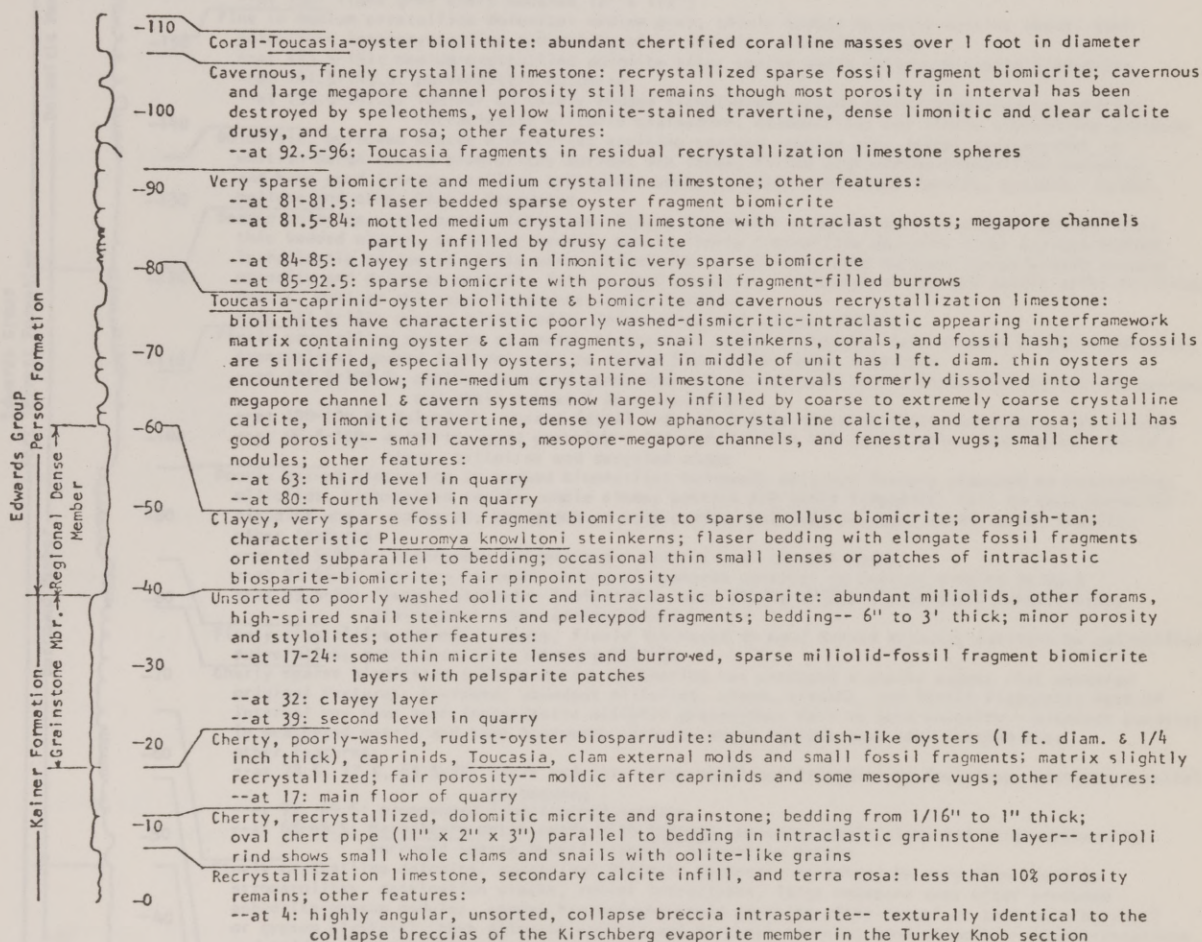 -110
Coral-Toucasia-oyster biolithite: abundant chertified coralline masses over 1 foot in diameter
Cavernous, finely crystalline limestone: recrystallized sparse fossil fragment biomicrite; cavernous
and large megapore channel porosity still remains though most porosity in interval has been
-100
destroyed by speleothems, yellow limonite-stained travertine, dense limonitic and clear calcite
drusy, and terra rosa; other features:
--at 92.5-96: Toucasia fragments in residual recrystallization limestone spheres
-90
Very sparse biomicrite and medium crystalline limestone; other features:
--at 81-81.5: flaser bedded sparse oyster fragment biomicrite
--at 81.5-84: mottled medium crystalline limestone with intraclast ghosts; megapore channels
partly infilled by drusy calcite
--at 84-85: clayey stringers in limonitic very sparse biomicrite
-80
--at 85-92.5: sparse biomicrite with porous fossil fragment-filled burrows
Toucasia-caprinid-oyster biolithite & biomicrite and cavernous recrystallization limestone:
biolithites have characteristic poorly washed-dismicritic-intraclastic appearing interframework
-70
matrix containing oyster & clam fragments, snail steinkerns, corals, and fossil hash; some fossils
are silicified, especially oysters; interval in middle of unit has 1 ft. diam. thin oysters as
encountered below; fine-medium crystalline limestone intervals formerly dissolved into large
megapore channel & cavern systems now largely infilled by coarse to extremely coarse crystalline
-60
calcite, limonitic travertine, dense yellow aphanocrystalline calcite, and terra rosa; still has
good porosity-- small caverns, mesopore-megapore channels, and fenestral vugs; small chert
nodules; other features:
--at 63: third level in quarry
--at 80: fourth level in quarry
-50
Clayey, very sparse fossil fragment biomicrite to sparse mollusc biomicrite; orangish-tan;
characteristic Pleuromya knowltoni steinkerns; flaser bedding with elongate fossil fragments
oriented subparallel to bedding; occasional thin small lenses or patches of intraclastic
biosparite-biomicrite; fair pinpoint porosity
-40
Unsorted to poorly washed oolitic and intraclastic biosparite: abundant miliolids, other forams,
high-spired snail steinkerns and pelecypod fragments; bedding-- 6" to 3' thick; minor porosity
and stylolites; other features:
-30
--at 17-24: some thin micrite lenses and burrowed, sparse miliolid-fossil fragment biomicrite
layers with pelsparite patches
--at 32: clayey layer
--at 39: second level in quarry
-20
Cherty, poorly-washed, rudist-oyster biosparrudite: abundant dish-like oysters (1 ft. diam. & 1/4
inch thick), caprinids, Toucasia, clam external molds and small fossil fragments; matrix slightly
recrystallized; fair porosity-- moldic after caprinids and some mesopore vugs; other features:
--at 17: main floor of quarry
-10
Cherty, recrystallized, dolomitic micrite and grainstone; bedding from 1/16" to 1" thick;
oval chert pipe (11" x 2" x 3") parallel to bedding in intraclastic grainstone layer-- tripoli
rind shows small whole clams and snails with oolite-like grains
Recrystallization limestone, secondary calcite infill, and terra rosa: less than 10% porosity
-0
remains; other features:
--at 4: highly angular, unsorted, collapse breccia intrasparite-- texturally identical to the
collapse breccias of the Kirschberg evaporite member in the Turkey Knob section
Edwards Group
Person Formation
Kainer Formation
Regional Dense
Member
Grainstone Mbr.